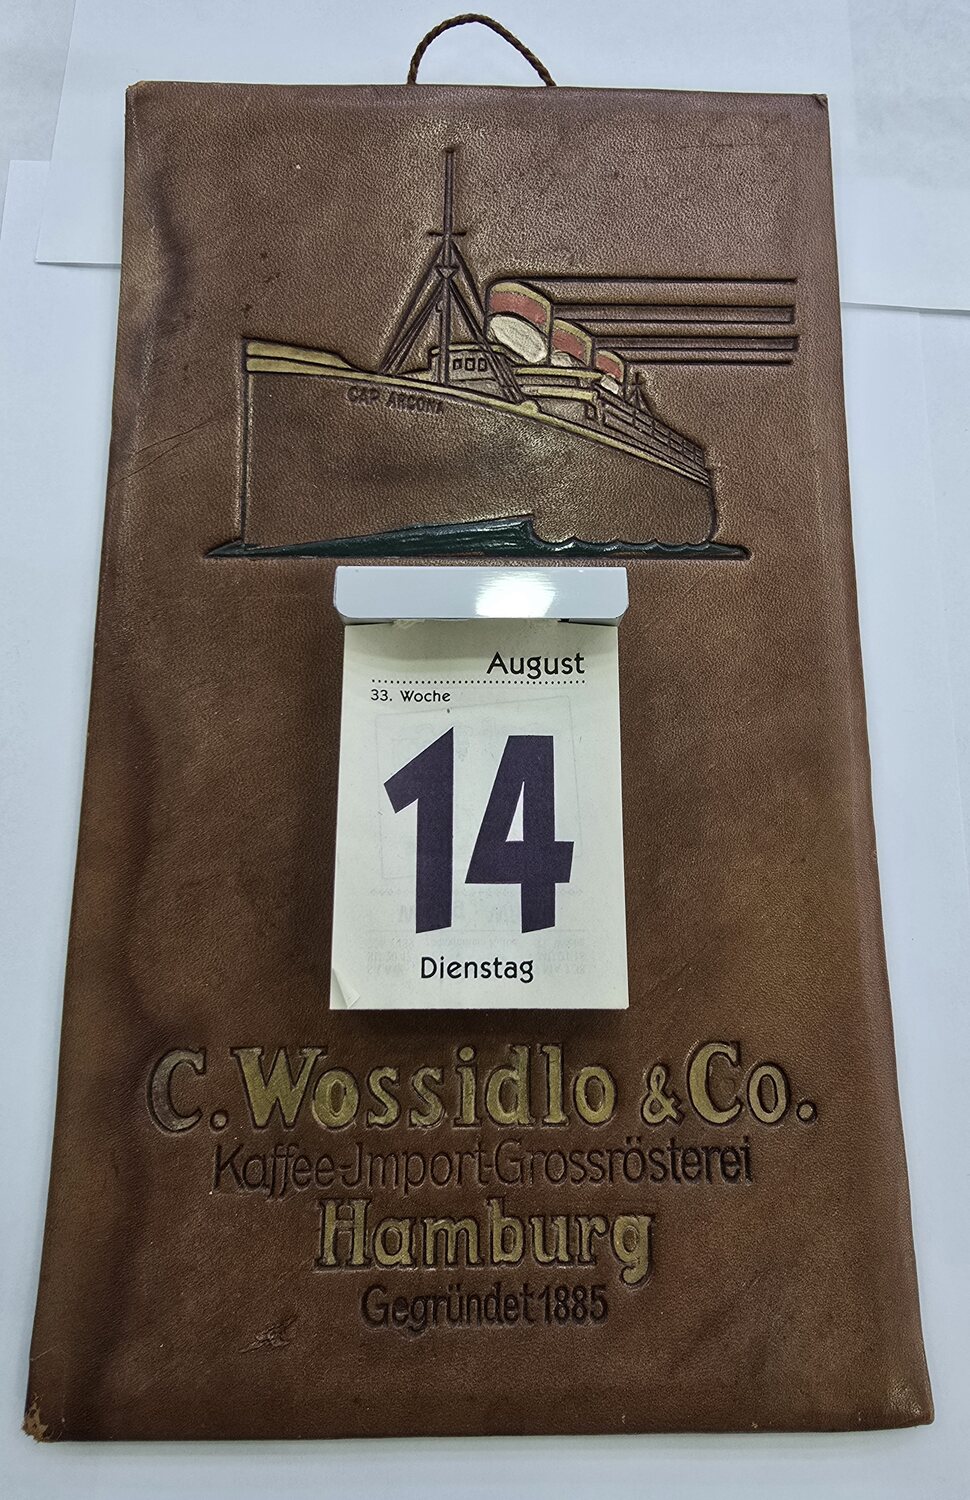 CAP ARCONA
August
33. Woche
14
Dienstag
C. Wossidlo & Co.
Kaffee-Import-Grossrösterei
Hamburg
Gegründet 1885